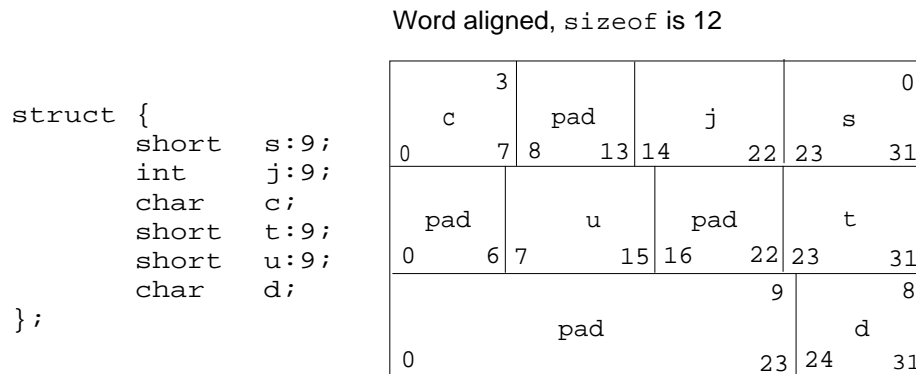 Word aligned, sizeof is 12
struct {
short s:9;
int j:9;
char c;
short t:9;
short u:9;
char d;
};
3 0
c pad j s
0 7 8 13 14 22 23 31
pad u pad t
0 6 7 15 16 22 23 31
9 8
pad d
0 23 24 31